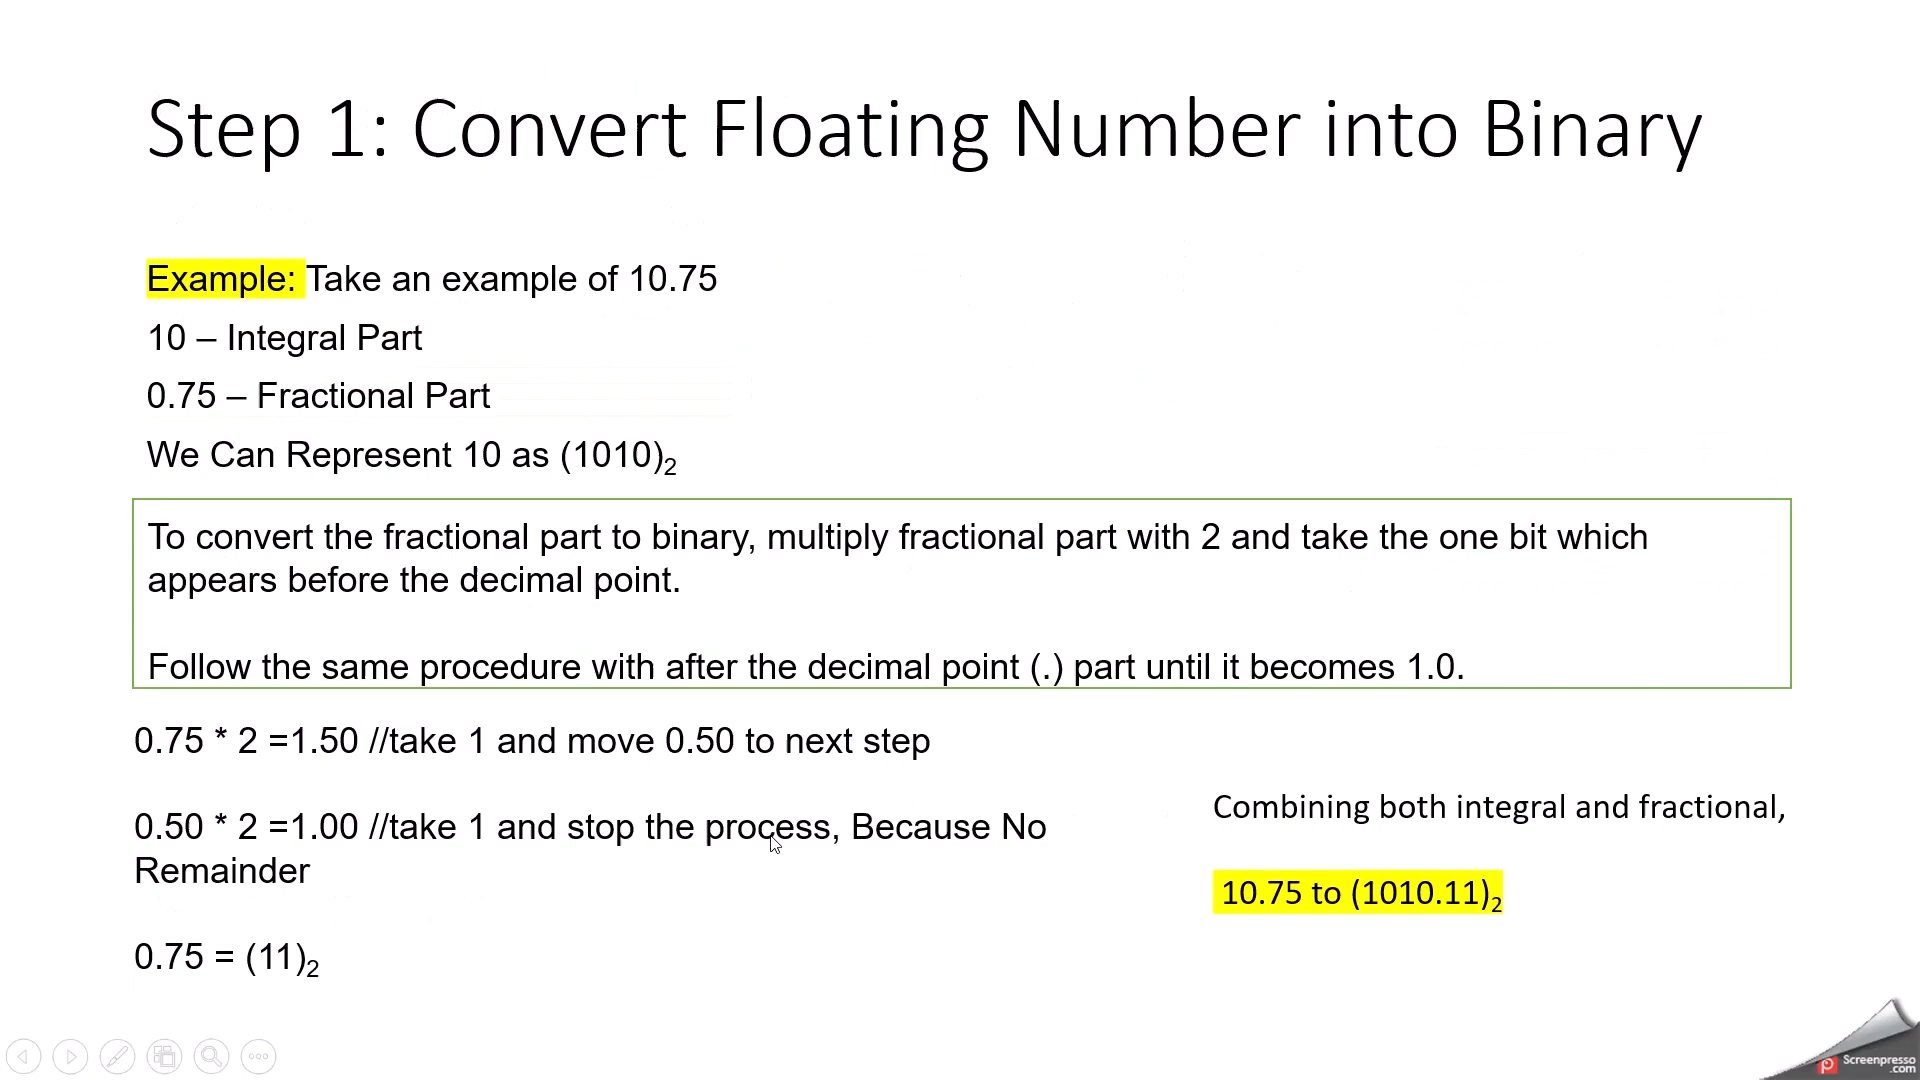 Step 1: Convert Floating Number into Binary
Example: Take an example of 10.75
10 – Integral Part
0.75 – Fractional Part
We Can Represent 10 as (1010)₂
To convert the fractional part to binary, multiply fractional part with 2 and take the one bit which
appears before the decimal point.
Follow the same procedure with after the decimal point (.) part until it becomes 1.0.
0.75 * 2 =1.50 //take 1 and move 0.50 to next step
0.50 * 2 =1.00 //take 1 and stop the process, Because No
Remainder
0.75 = (11)₂
Combining both integral and fractional,
10.75 to (1010.11)₂
Screenpresso
.com